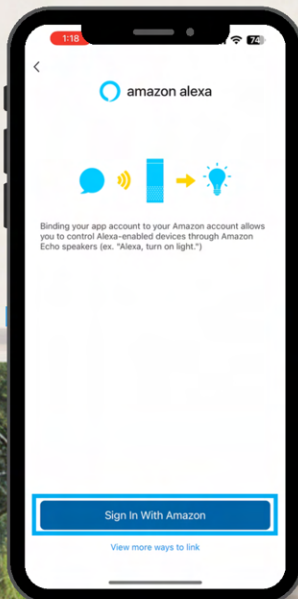 1:18
74
amazon alexa
Binding your app account to your Amazon account allows
you to control Alexa-enabled devices through Amazon
Echo speakers (ex. "Alexa, turn on light.")
Sign In With Amazon
View more ways to link